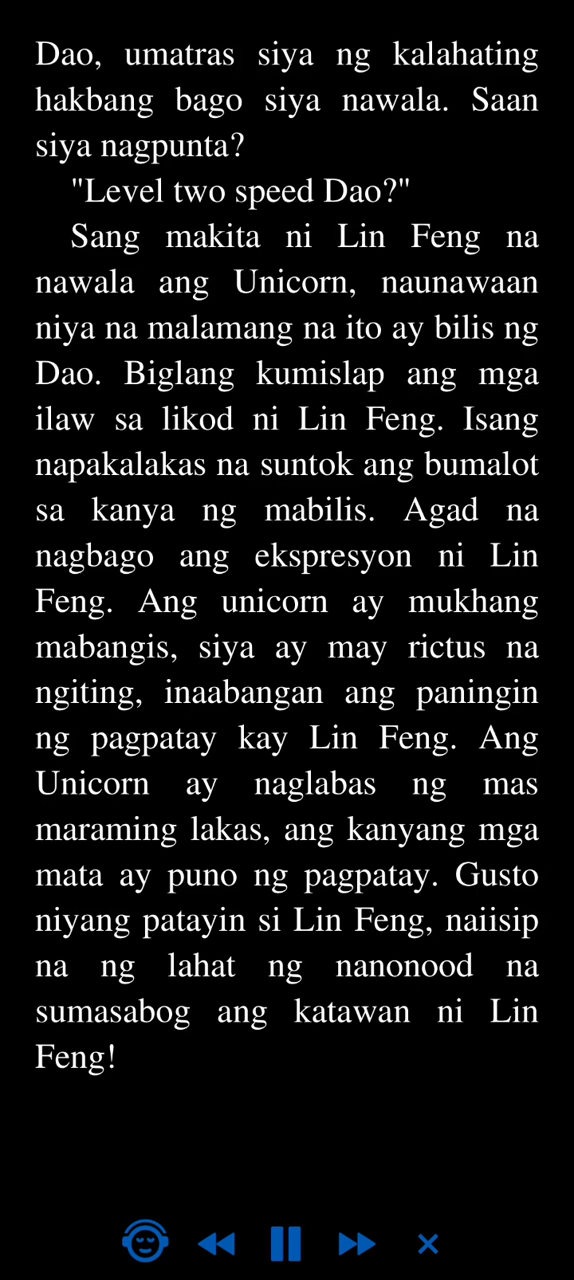 Dao, umatras siya ng kalahating
hakbang bago siya nawala. Saan
siya nagpunta?
"Level two speed Dao?"
Sang makita ni Lin Feng na
nawala ang Unicorn, naunawaan
niya na malamang na ito ay bilis ng
Dao. Biglang kumislap ang mga
ilaw sa likod ni Lin Feng. Isang
napakalakas na suntok ang bumalot
sa kanya ng mabilis. Agad na
nagbago ang ekspresyon ni Lin
Feng. Ang unicorn ay mukhang
mabangis, siya ay may rictus na
ngiting, inaabangan ang paningin
ng pagpatay kay Lin Feng. Ang
Unicorn ay naglabas ng mas
maraming lakas, ang kanyang mga
mata ay puno ng pagpatay. Gusto
niyang patayin si Lin Feng, naiisip
na ng lahat ng nanonood na
sumasabog ang katawan ni Lin
Feng!